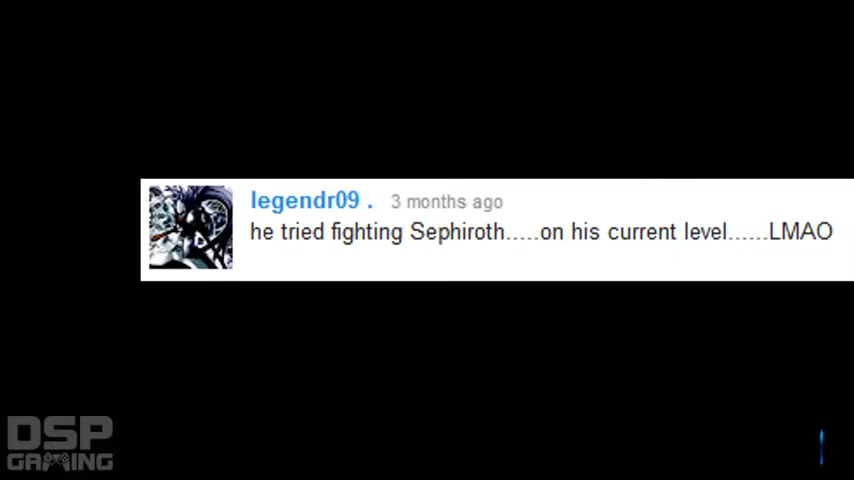 legendr09 . 3 months ago
he tried fighting Sephiroth.....on his current level......LMAO
DSP
GAMING